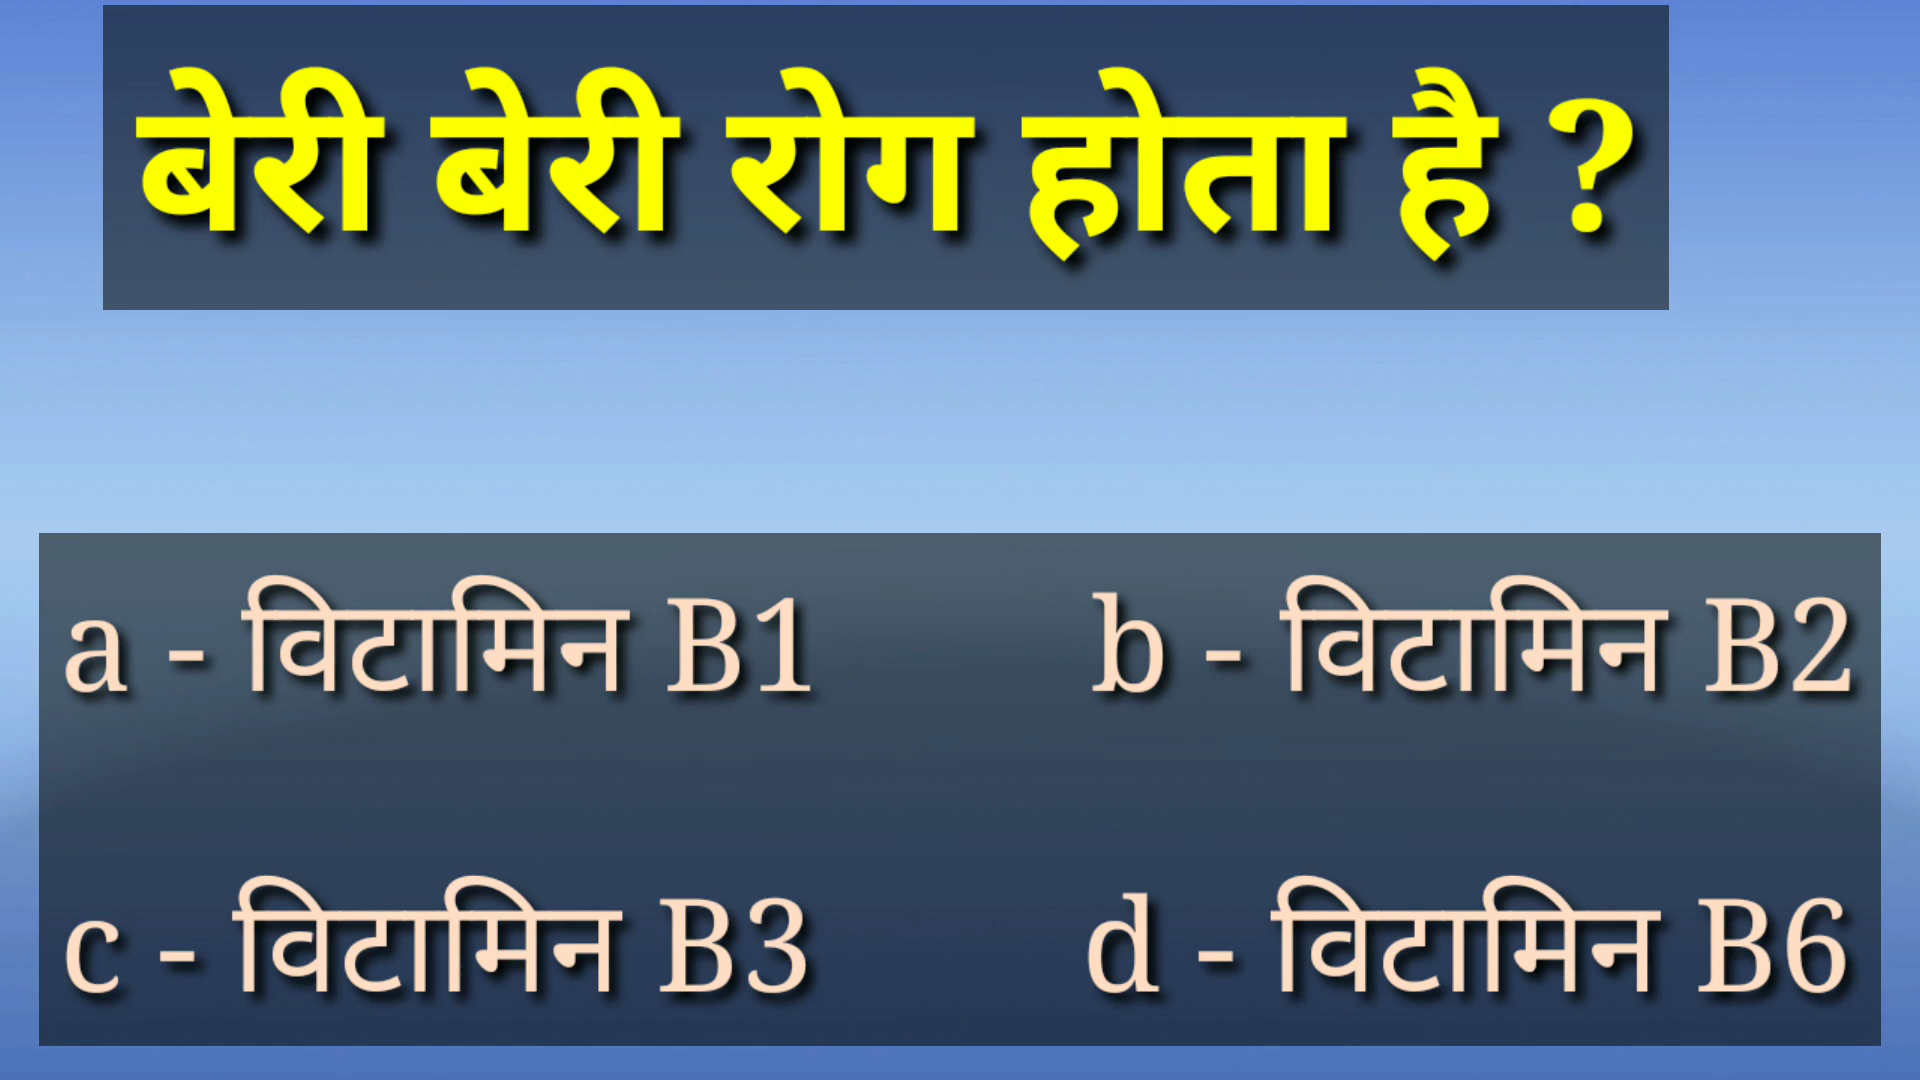 बेरी बेरी रोग होता है ?
a - विटामिन B1 b - विटामिन B2
c - विटामिन B3 d - विटामिन B6